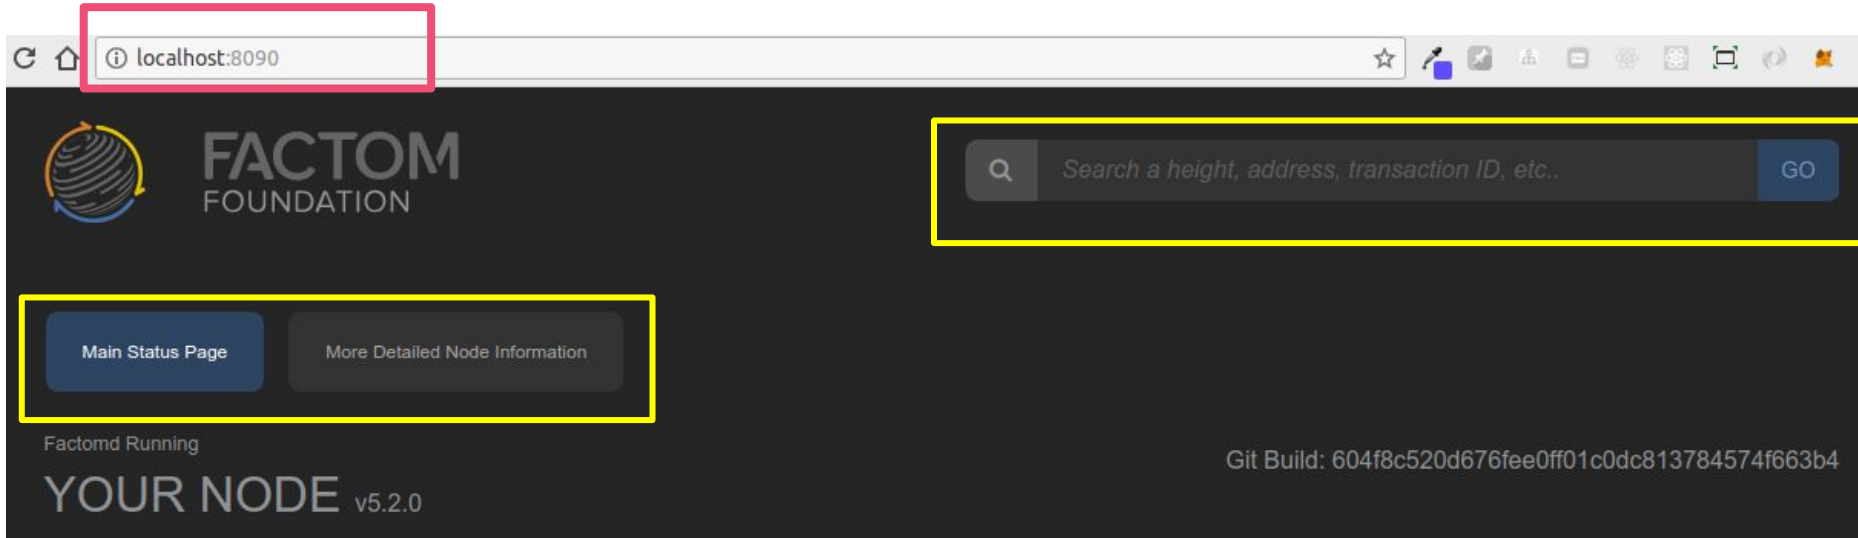 localhost:8090
FACTOM
FOUNDATION
Search a height, address, transaction ID, etc..
GO
Main Status Page
More Detailed Node Information
Factomd Running
YOUR NODE v5.2.0
Git Build: 604f8c520d676fee0ff01c0dc813784574f663b4